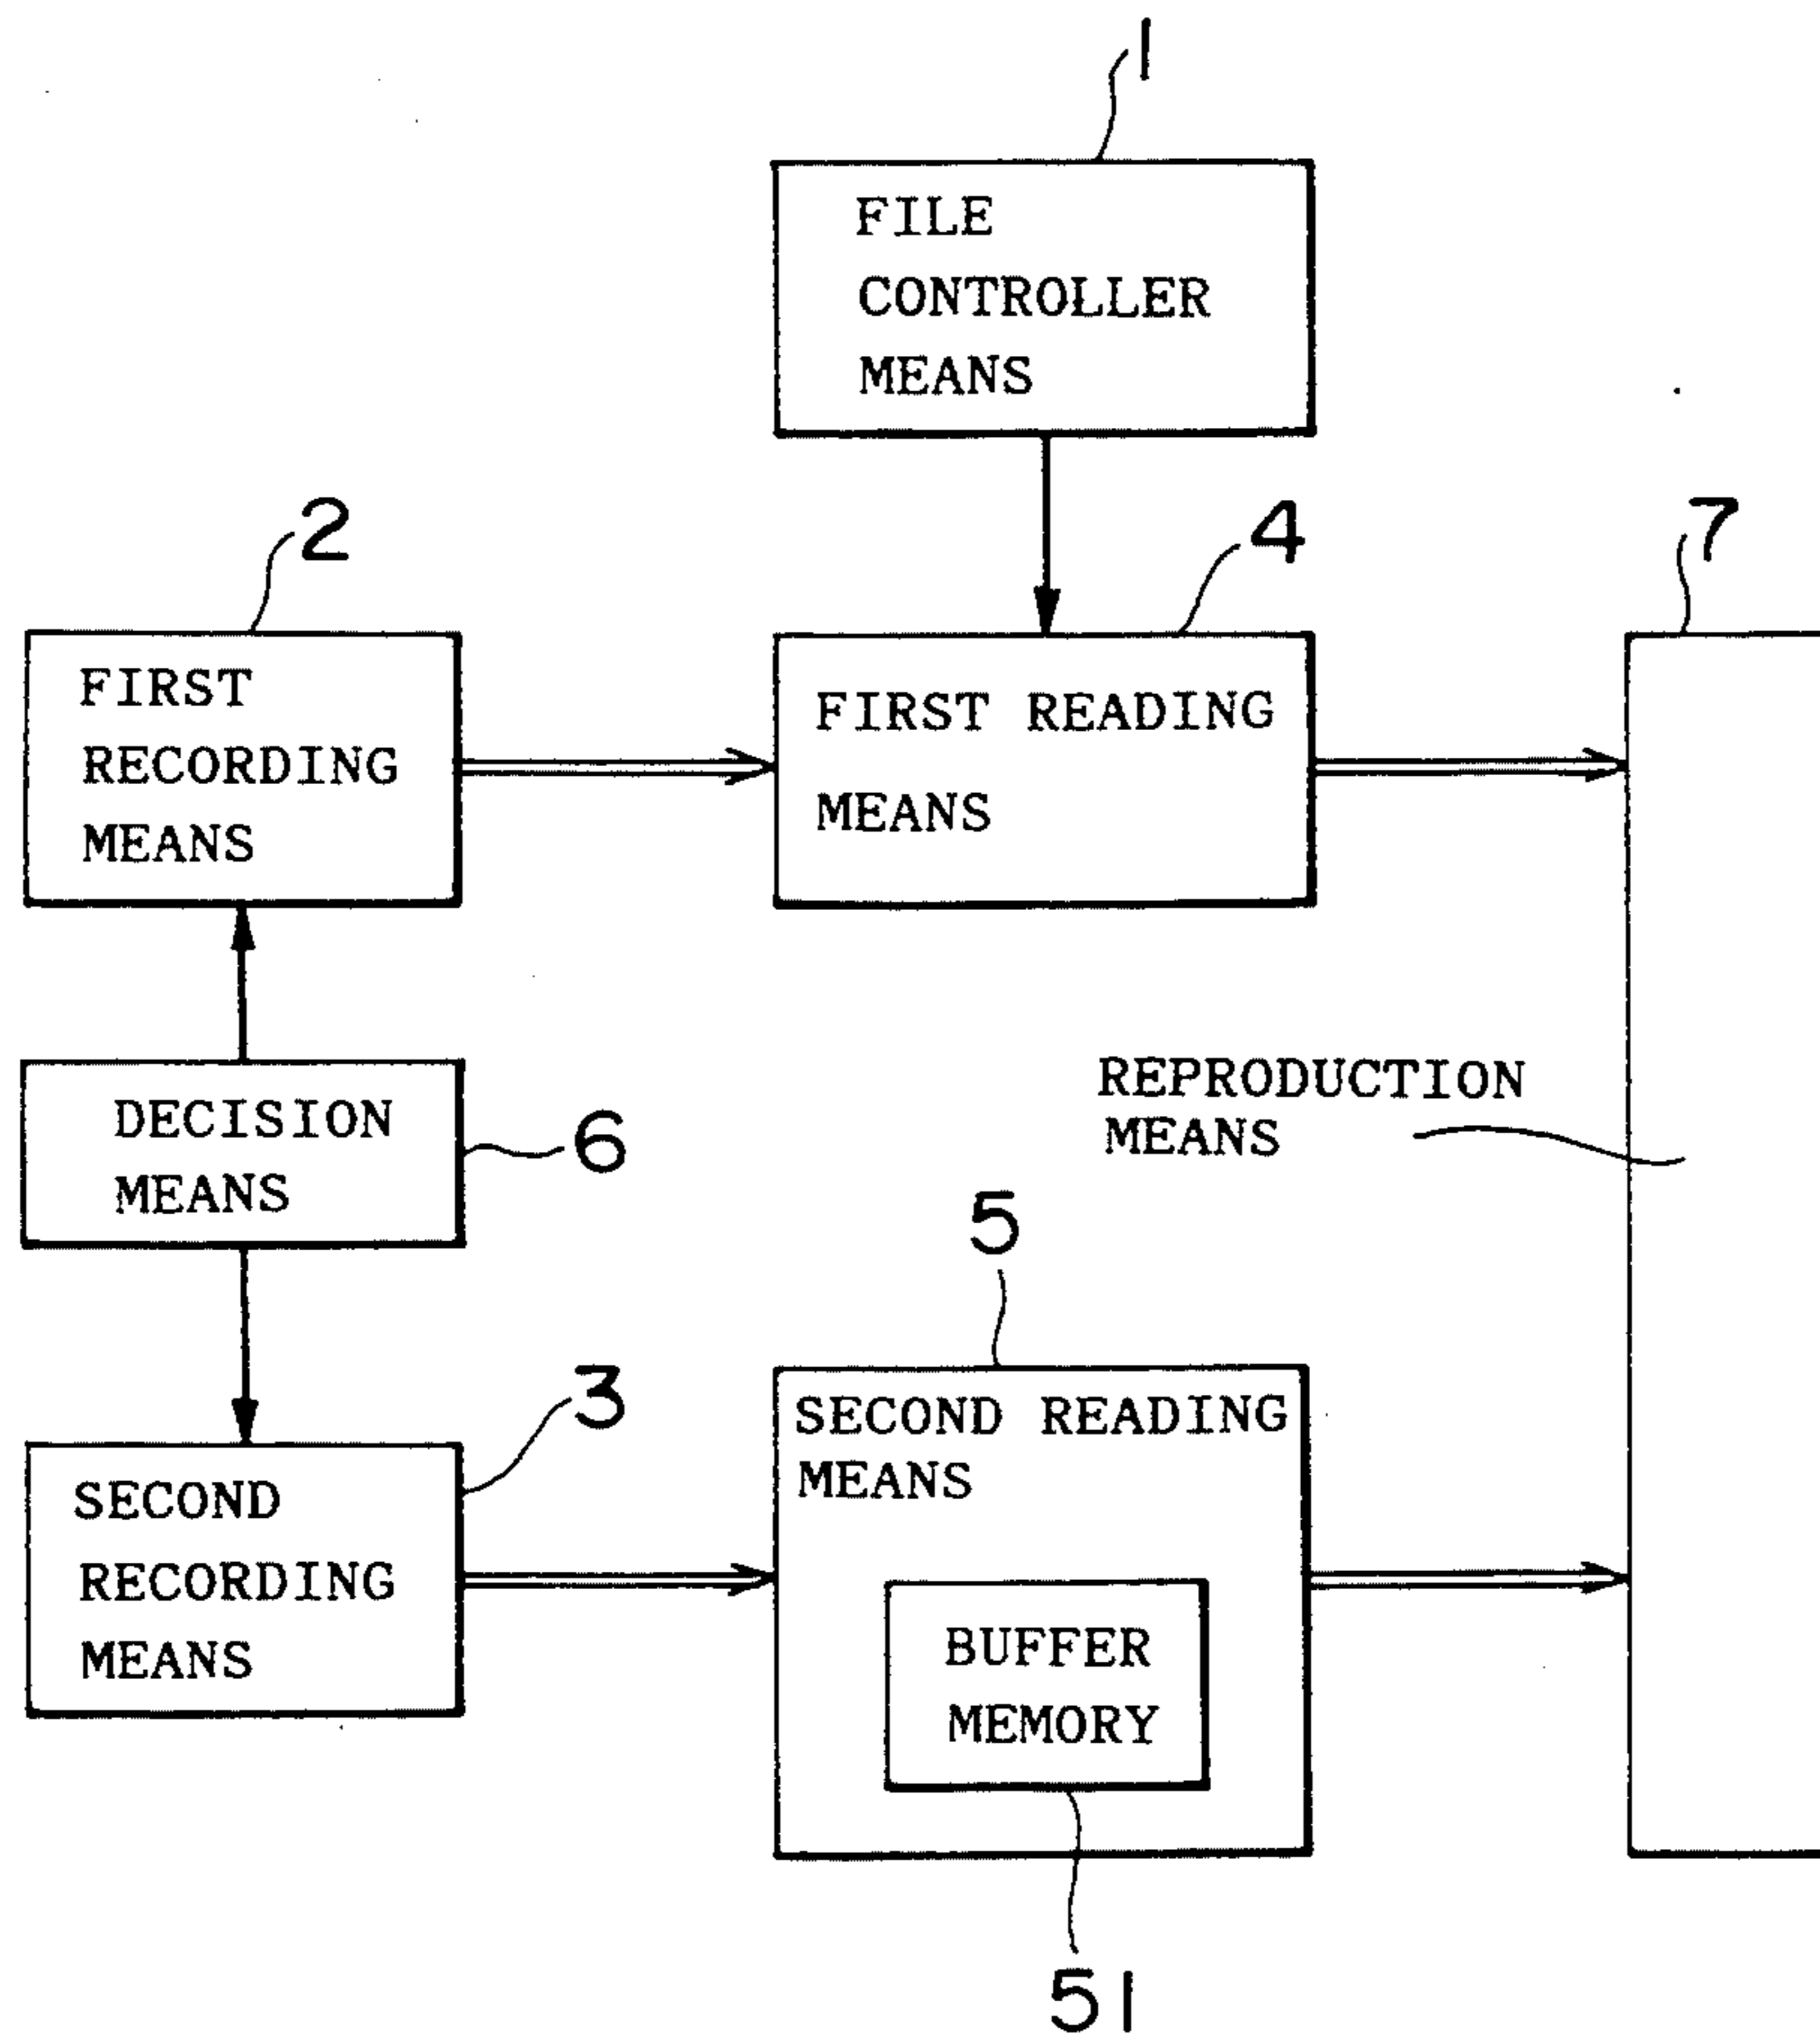 1
FILE
CONTROLLER
MEANS
2
4
7
FIRST
RECORDING
MEANS
FIRST READING
MEANS
DECISION
MEANS
6
REPRODUCTION
MEANS
5
3
SECOND
RECORDING
MEANS
SECOND READING
MEANS
BUFFER
MEMORY
51